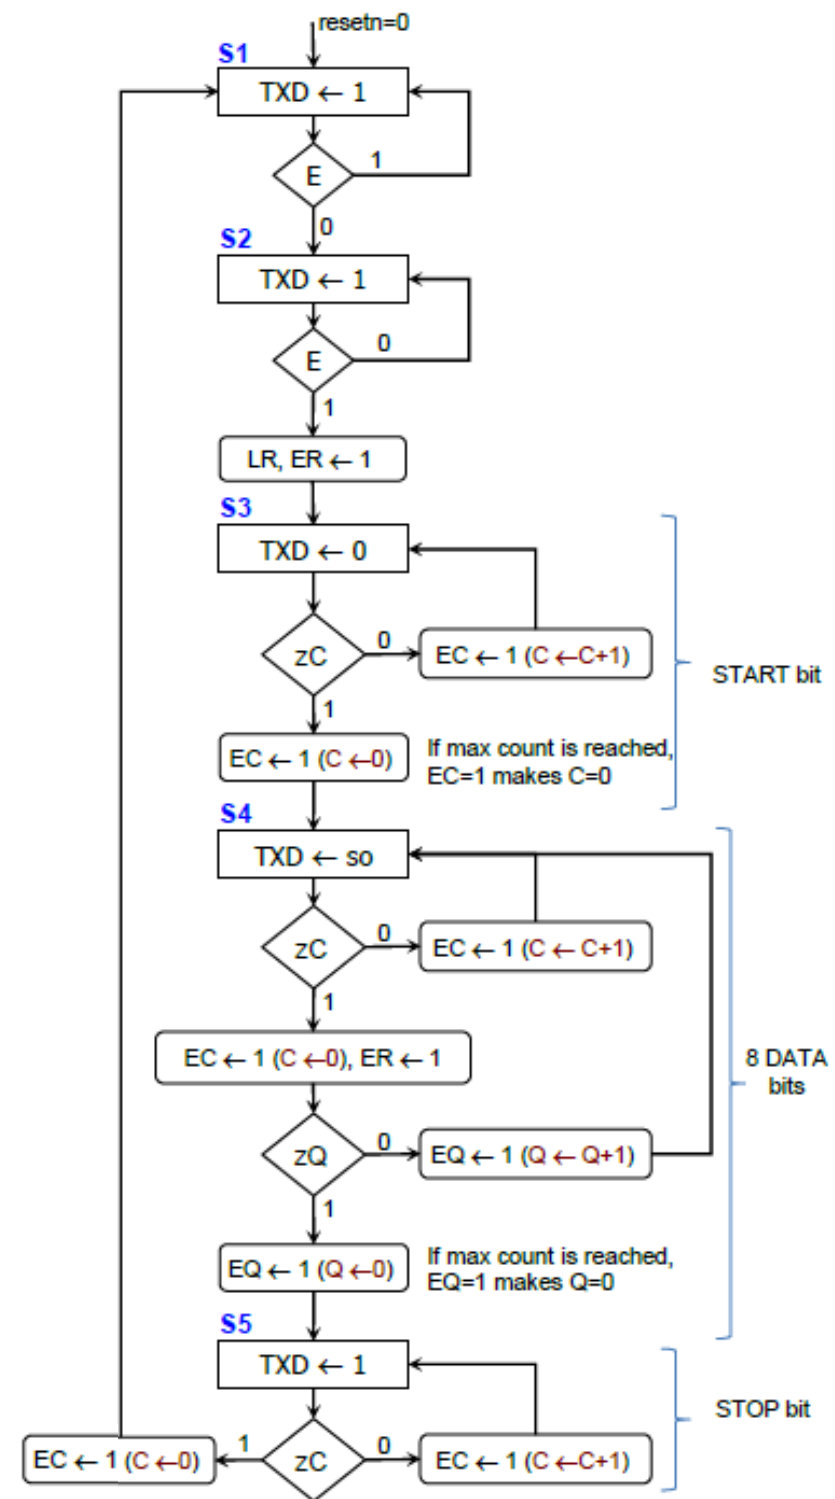 resetn=0
S1
TXD ← 1
E
1
0
S2
TXD ← 1
E
0
1
LR, ER ← 1
S3
TXD ← 0
zC
0
EC ← 1 (C ←C+1)
START bit
1
EC ← 1 (C ←0)
If max count is reached,
EC=1 makes C=0
S4
TXD ← so
zC
0
EC ← 1 (C ← C+1)
1
EC ← 1 (C ←0), ER ← 1
8 DATA
bits
zQ
0
EQ ← 1 (Q ← Q+1)
1
EQ ← 1 (Q ←0)
If max count is reached,
EQ=1 makes Q=0
S5
TXD ← 1
STOP bit
EC ← 1 (C ←0)
1
zC
0
EC ← 1 (C ←C+1)